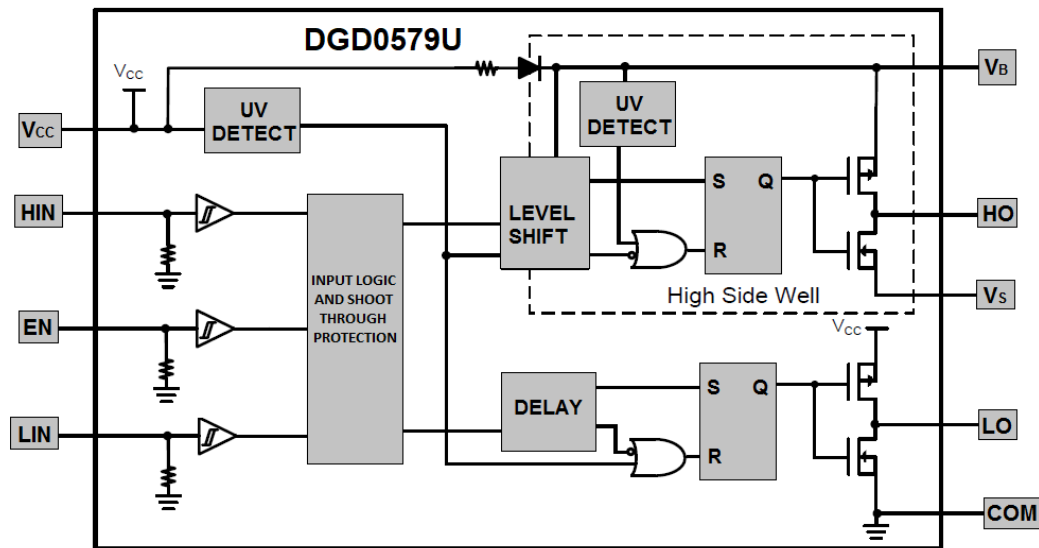 DGD0579U
VCC
VB
UV
DETECT
UV
DETECT
VCC
HIN
S
Q
LEVEL
SHIFT
HO
INPUT LOGIC
AND SHOOT
THROUGH
PROTECTION
R
High Side Well
VS
EN
VCC
S
Q
DELAY
LIN
LO
R
COM